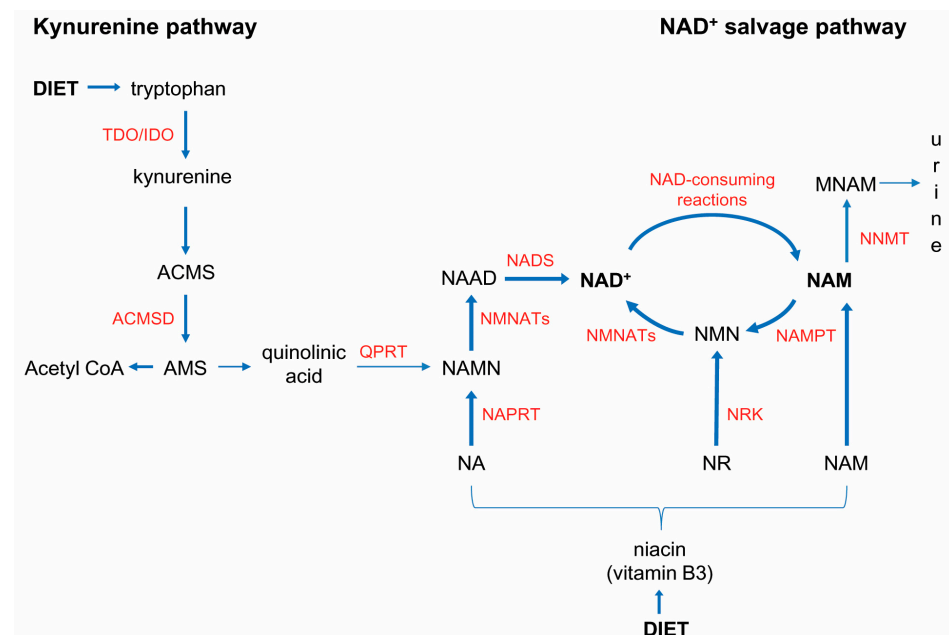 Kynurenine pathway
NAD⁺ salvage pathway
DIET
tryptophan
TDO/IDO
kynurenine
ACMS
ACMSD
Acetyl CoA
AMS
quinolinic
acid
QPRT
NAMN
NMNATs
NAAD
NADS
NAD⁺
NAPRT
NA
NAD-consuming
reactions
NAM
NAMPT
NMN
NMNATs
NRK
NR
NAM
NNMT
MNAM
u
r
i
n
e
niacin
(vitamin B3)
DIET